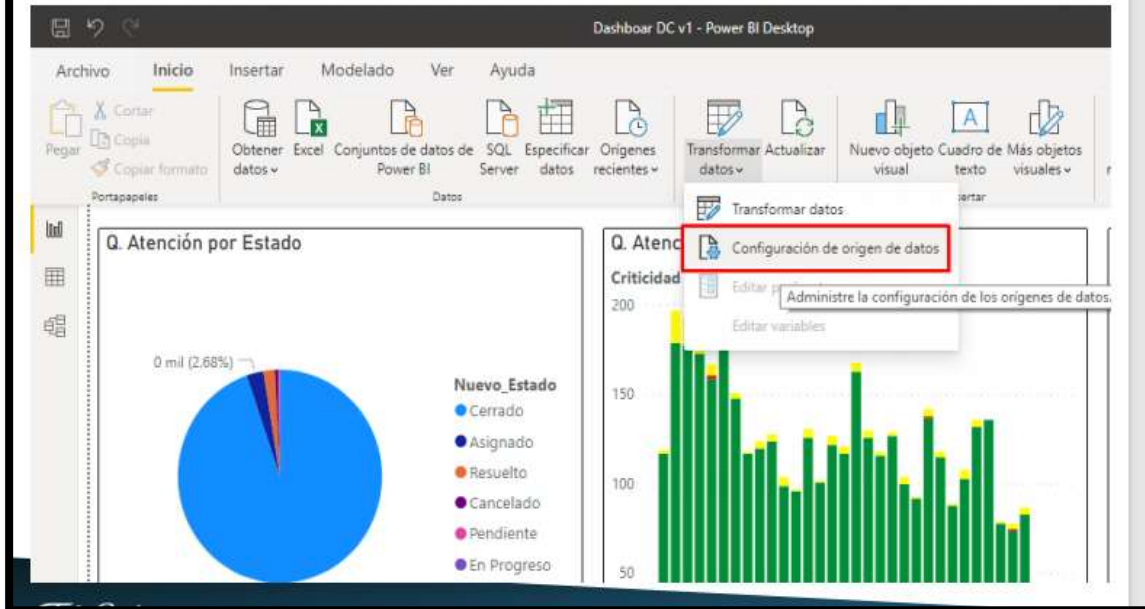 Dashboar DC v1 - Power BI Desktop
Archivo Inicio Insertar Modelado Ver Ayuda
Pegar
Cortar
Copia
Copiar formato
Portapapeles
Obtener datos
Excel
Conjuntos de datos de Power BI
SQL Server
Especificar datos
Orígenes recientes
Datos
Transformar datos
Actualizar
Nuevo objeto visual
Cuadro de texto
Más objetos visuales
Transformar datos
Configuración de origen de datos
Editar
Administre la configuración de los orígenes de datos.
Editar variables
Q. Atención por Estado
0 mil (2.68%)
Nuevo_Estado
Cerrado
Asignado
Resuelto
Cancelado
Pendiente
En Progreso
Q. Atenc
Criticidad
200
150
100
50